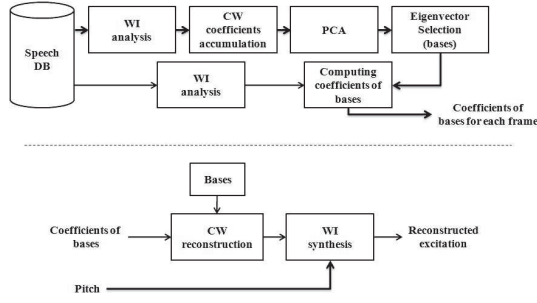 Speech
DB
WI
analysis
CW
coefficients
accumulation
PCA
Eigenvector
Selection
(bases)
WI
analysis
Computing
coefficients of
bases
Coefficients of
bases for each frame
Bases
Coefficients of
bases
CW
reconstruction
WI
synthesis
Reconstructed
excitation
Pitch